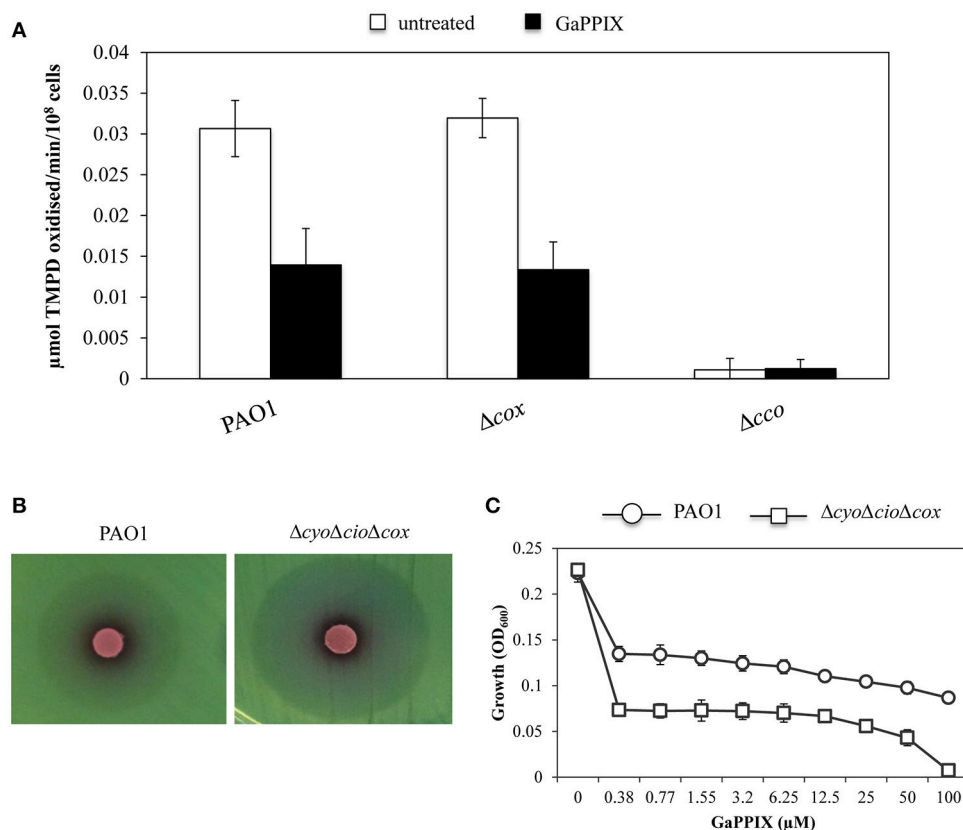 A
untreated GaPPIX
0.04
0.035
0.03
0.025
0.02
0.015
0.01
0.005
0
µmol TMPD oxidised/min/10⁸ cells
PAO1 Δcox Δcco
B
PAO1 ΔcyoΔcioΔcox
C
PAO1 ΔcyoΔcioΔcox
0.25
0.2
0.15
0.1
0.05
0
Growth (OD₆₀₀)
0 0.38 0.77 1.55 3.2 6.25 12.5 25 50 100
GaPPIX (µM)